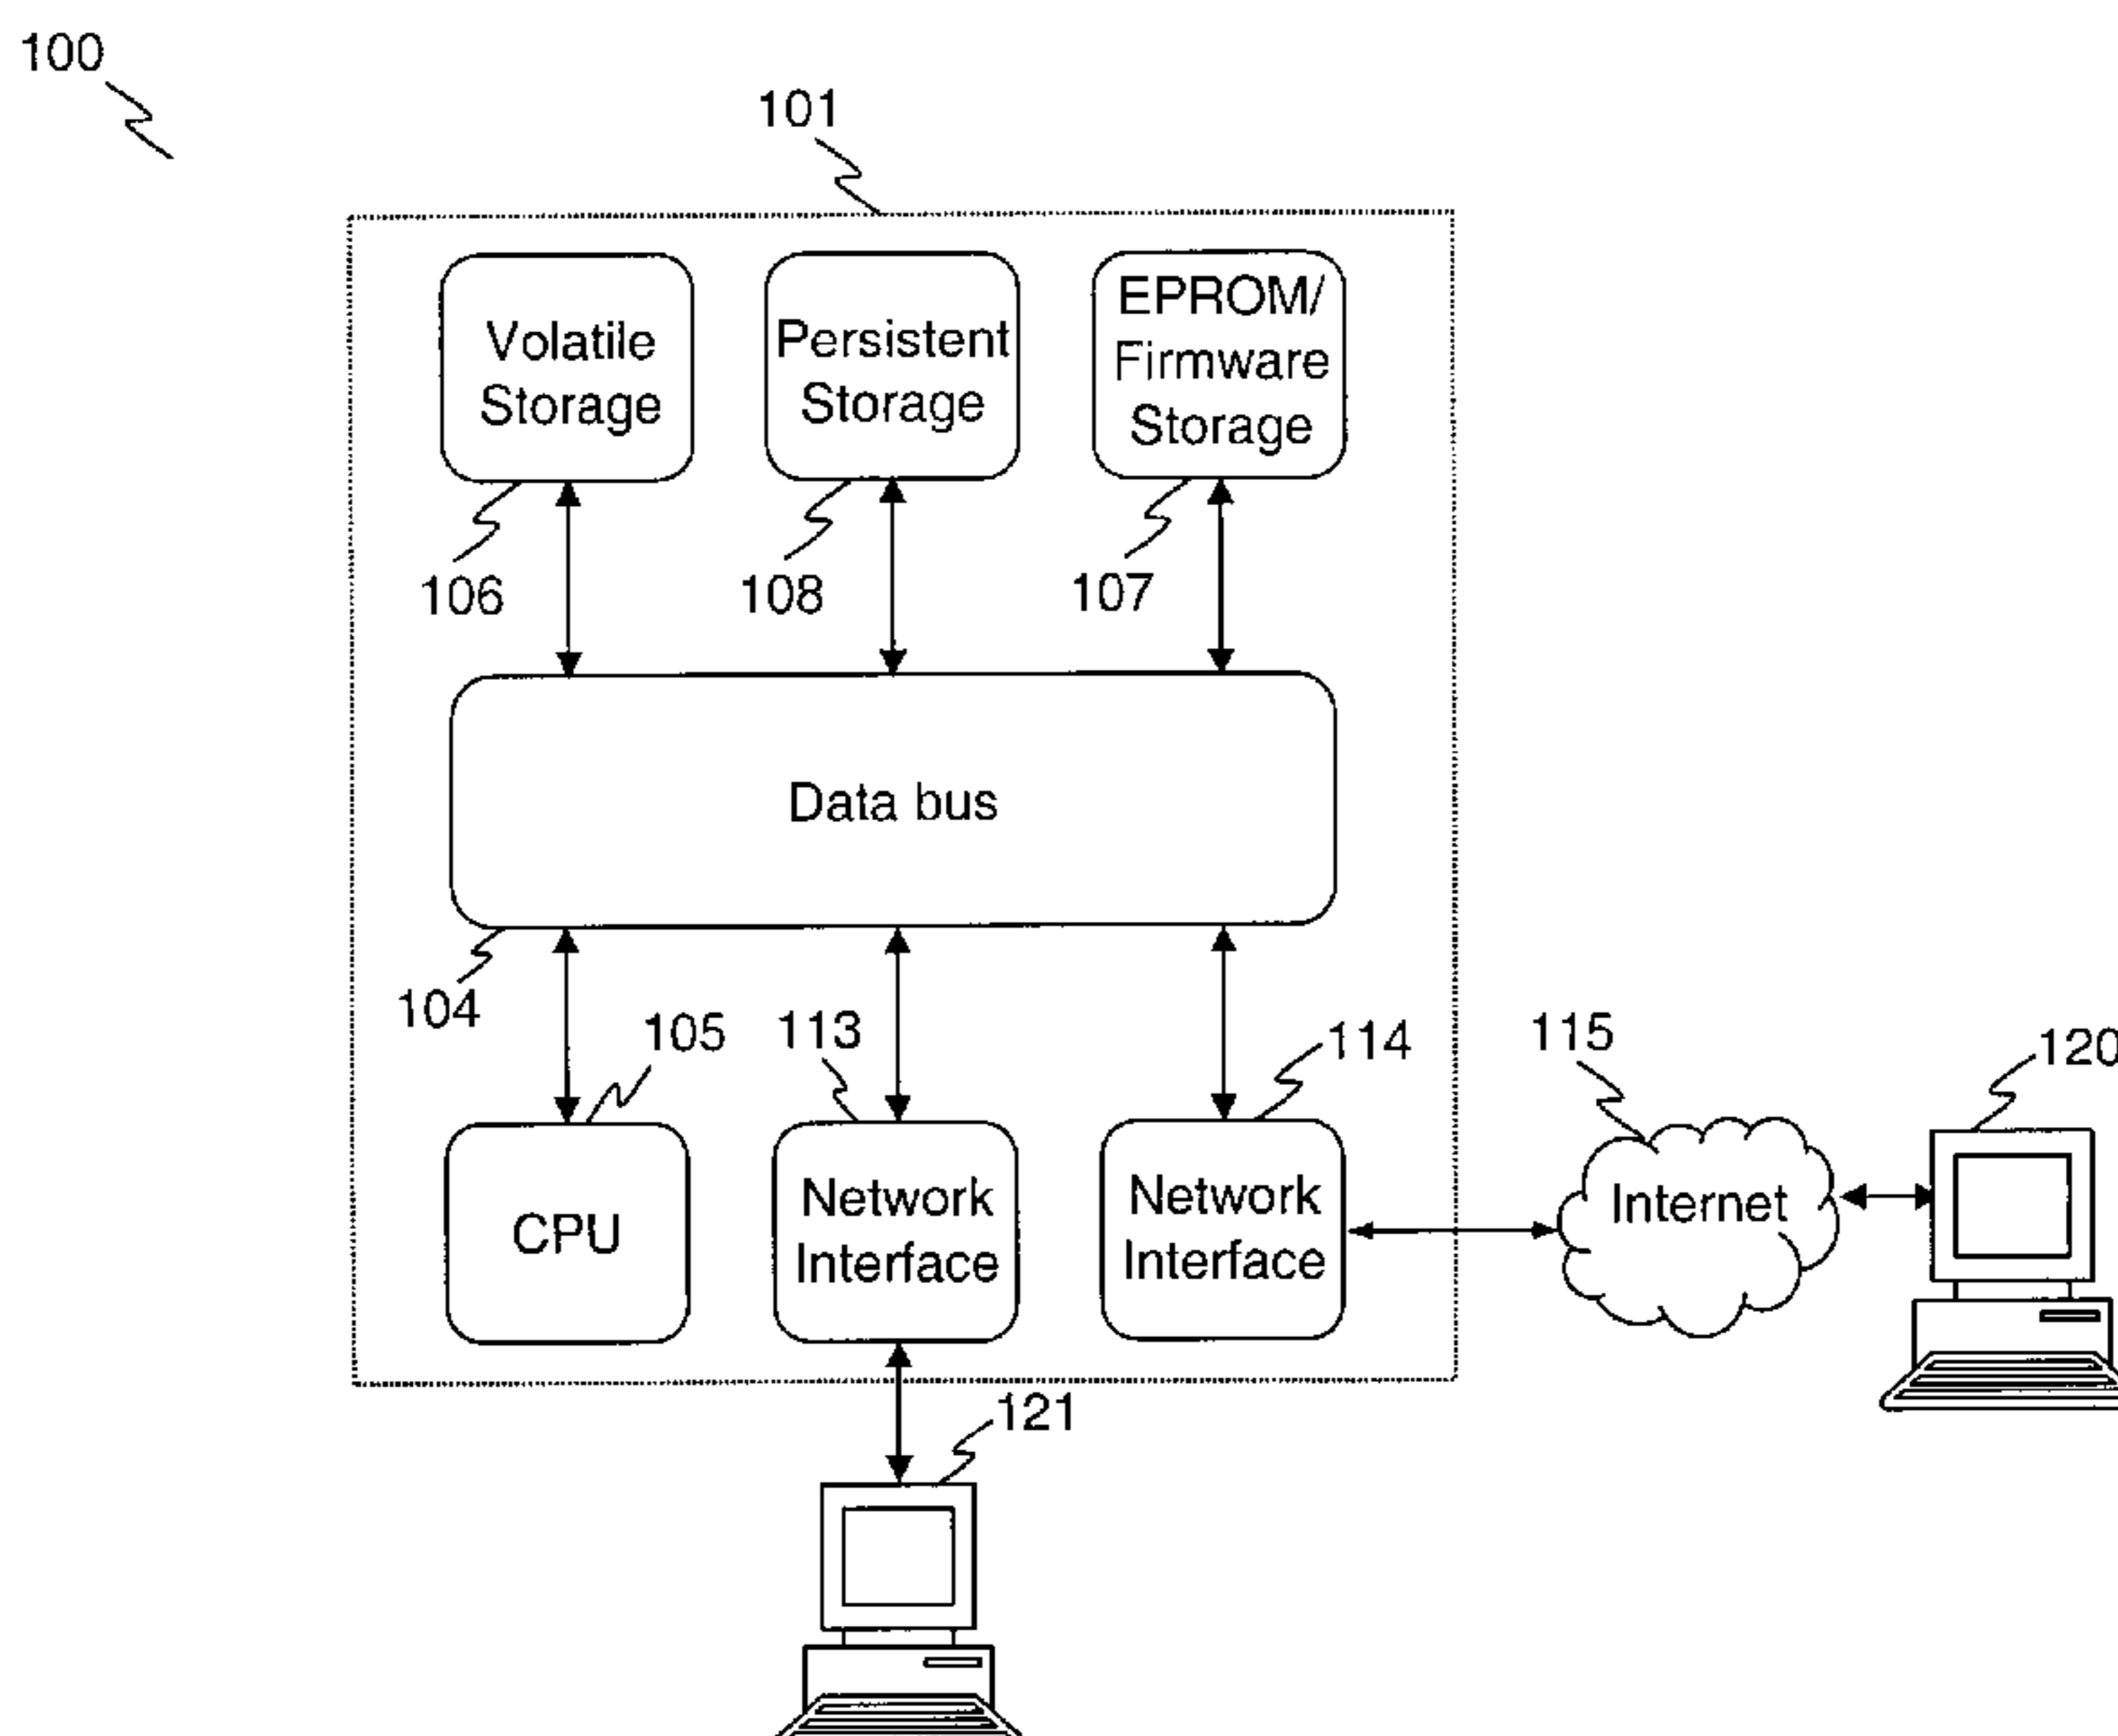 100
101
Volatile
Storage
Persistent
Storage
EPROM/
Firmware
Storage
106
108
107
Data bus
104
105
113
114
115
120
CPU
Network
Interface
Network
Interface
Internet
121